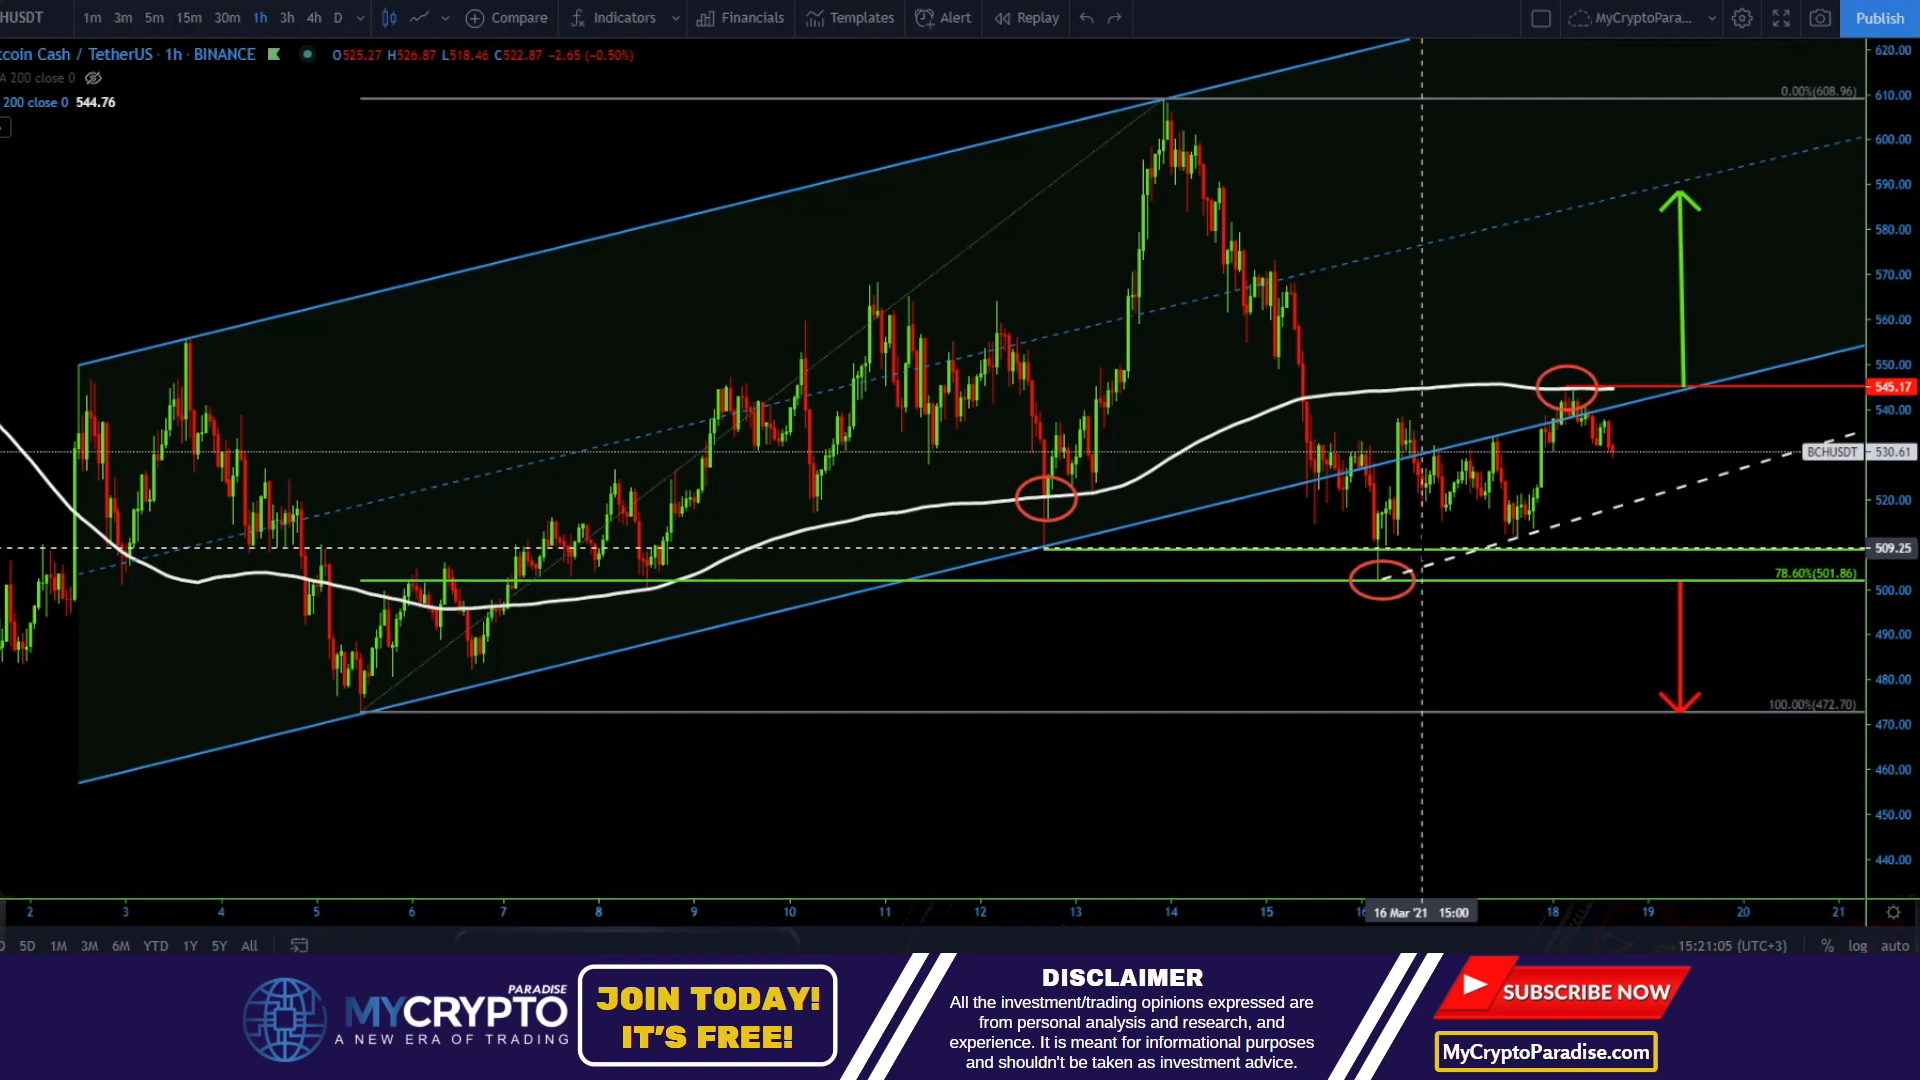 HUSDT 1m 3m 5m 15m 30m 1h 3h 4h D Compare Indicators Financials Templates Alert Replay MyCryptoPara... Publish
tcoin Cash / TetherUS · 1h · BINANCE O525.27 H526.87 L518.46 C522.87 −2.65 (−0.50%)
A 200 close 0
200 close 0 544.76
620.00
0.00%(608.96)
610.00
600.00
590.00
580.00
570.00
560.00
550.00
545.17
540.00
BCHUSDT 530.61
520.00
509.25
78.60%(501.86)
500.00
490.00
480.00
100.00%(472.70)
470.00
460.00
450.00
440.00
2 3 4 5 6 7 8 9 10 11 12 13 14 15 16 16 Mar '21 15:00 18 19 20 21
D 5D 1M 3M 6M YTD 1Y 5Y All 15:21:05 (UTC+3) % log auto
PARADISE
MYCRYPTO
A NEW ERA OF TRADING
JOIN TODAY!
IT'S FREE!
DISCLAIMER
All the investment/trading opinions expressed are
from personal analysis and research, and
experience. It is meant for informational purposes
and shouldn't be taken as investment advice.
SUBSCRIBE NOW
MyCryptoParadise.com